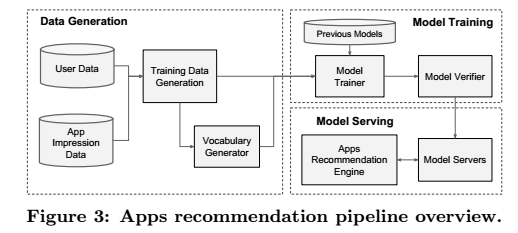 Data Generation
User Data
App
Impression
Data
Training Data
Generation
Vocabulary
Generator
Model Training
Previous Models
Model
Trainer
Model Verifier
Model Serving
Apps
Recommendation
Engine
Model Servers
Figure 3: Apps recommendation pipeline overview.